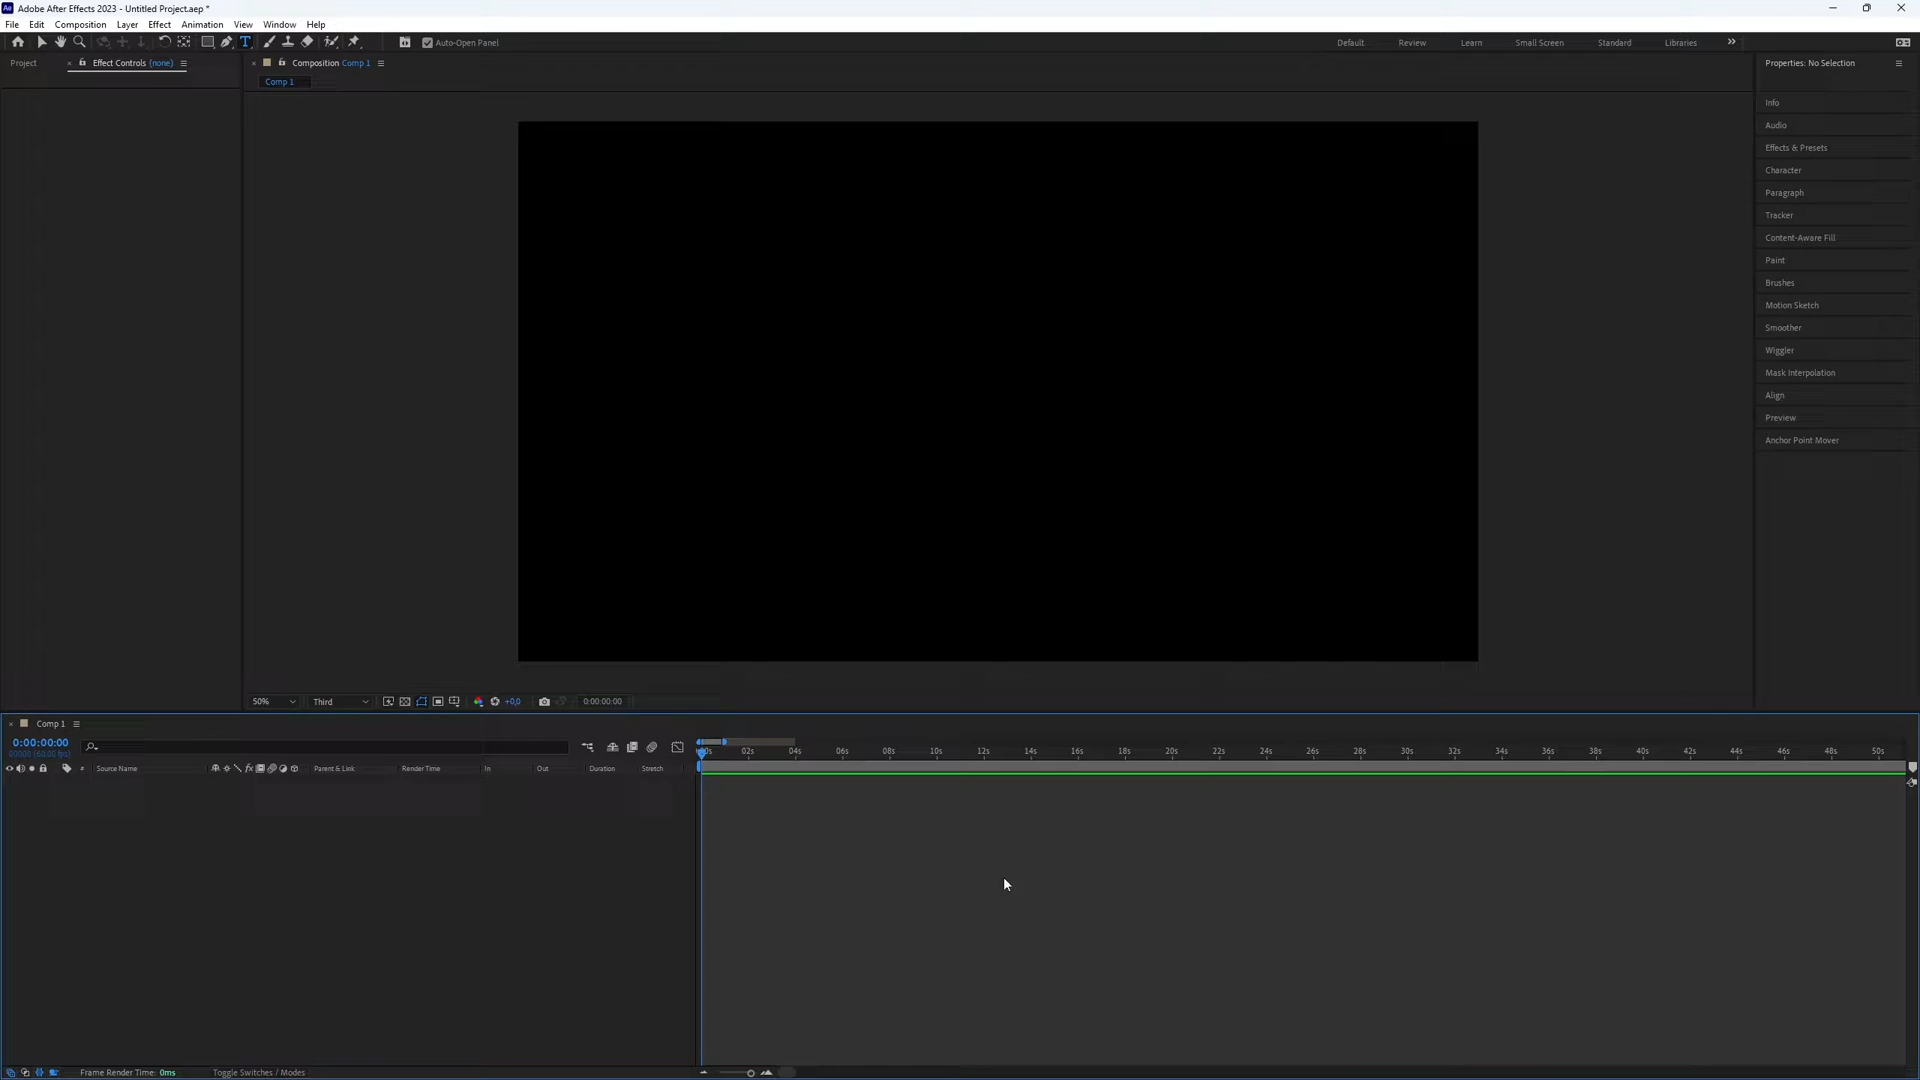 Adobe After Effects 2023 - Untitled Project.aep *
File Edit Composition Layer Effect Animation View Window Help
Auto-Open Panel Default Review Learn Small Screen Standard Libraries
Project Effect Controls (none) Composition Comp 1 Properties: No Selection
Comp 1
Info
Audio
Effects & Presets
Character
Paragraph
Tracker
Content-Aware Fill
Paint
Brushes
Motion Sketch
Smoother
Wiggler
Mask Interpolation
Align
Preview
Anchor Point Mover
50% Third +0,0 0:00:00:00
Comp 1
0:00:00:00
00000 (60.00 fps)
02s 04s 06s 08s 10s 12s 14s 16s 18s 20s 22s 24s 26s 28s 30s 32s 34s 36s 38s 40s 42s 44s 46s 48s 50s
# Source Name fx Parent & Link Render Time In Out Duration Stretch
Frame Render Time: 0ms Toggle Switches / Modes